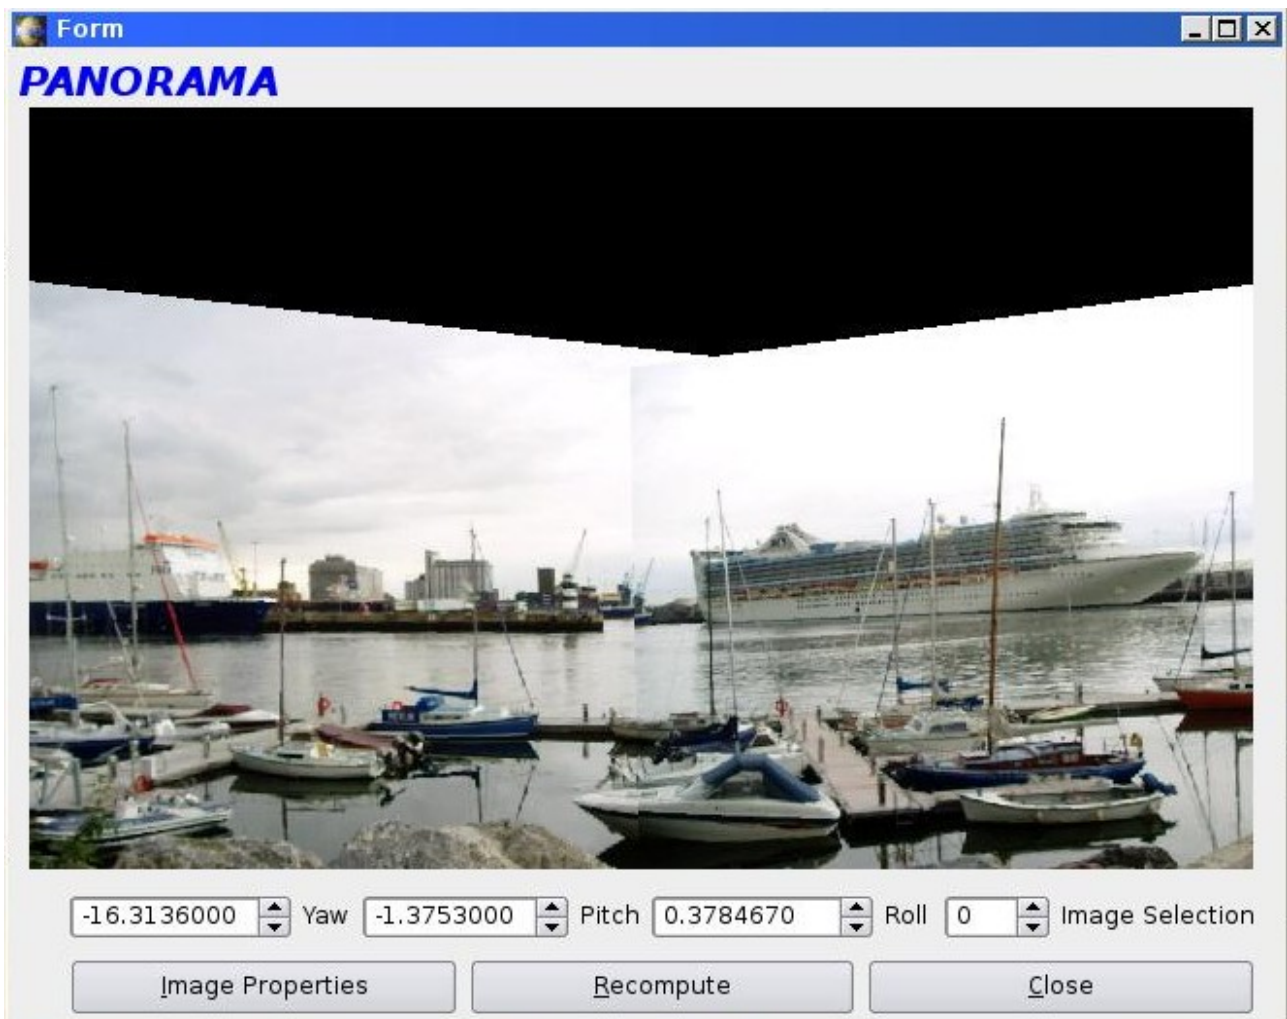 Form
PANORAMA
-16.3136000 Yaw -1.3753000 Pitch 0.3784670 Roll 0 Image Selection
Image Properties Recompute Close